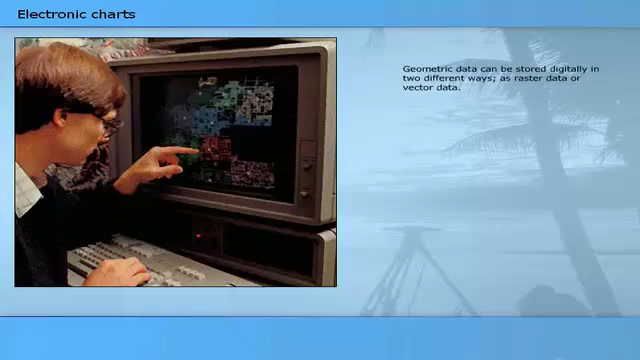 Electronic charts
Geometric data can be stored digitally in
two different ways; as raster data or
vector data.